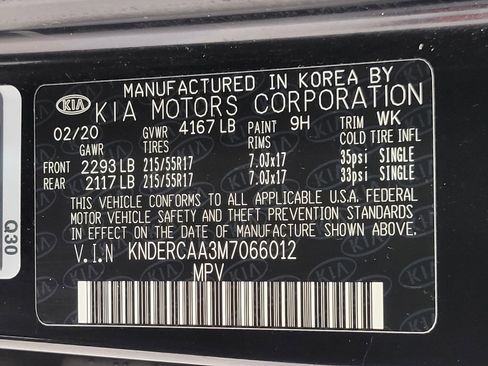 MANUFACTURED IN KOREA BY
KIA KIA MOTORS CORPORATION
02/20 GVWR 4167 LB PAINT 9H TRIM WK
GAWR TIRES RIMS COLD TIRE INFL
FRONT 2293 LB 215/55R17 7.0Jx17 35psi SINGLE
REAR 2117 LB 215/55R17 7.0Jx17 33psi SINGLE
THIS VEHICLE CONFORMS TO ALL APPLICABLE U.S.A. FEDERAL
MOTOR VEHICLE SAFETY AND THEFT PREVENTION STANDARDS
IN EFFECT ON THE DATE OF MANUFACTURE SHOWN ABOVE.
V.I.N KNDERCAA3M7066012
MPV
Q30